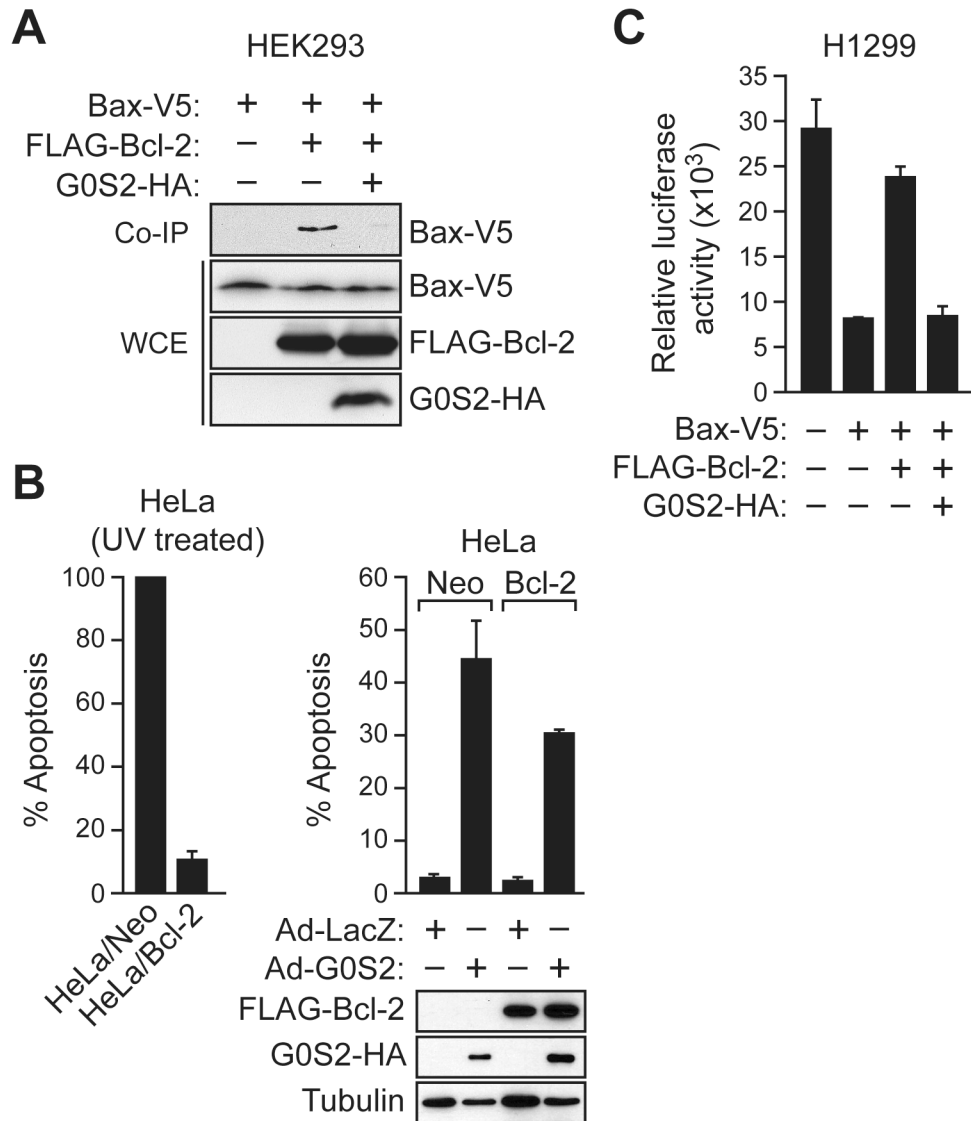 A
HEK293
Bax-V5: + + +
FLAG-Bcl-2: – + +
G0S2-HA: – – +
Co-IP
Bax-V5
WCE
Bax-V5
FLAG-Bcl-2
G0S2-HA
B
HeLa
(UV treated)
% Apoptosis
100
80
60
40
20
0
HeLa/Neo
HeLa/Bcl-2
HeLa
Neo Bcl-2
% Apoptosis
60
50
40
30
20
10
0
Ad-LacZ: + – + –
Ad-G0S2: – + – +
FLAG-Bcl-2
G0S2-HA
Tubulin
C
H1299
Relative luciferase
activity (x10³)
35
30
25
20
15
10
5
0
Bax-V5: – + + +
FLAG-Bcl-2: – – + +
G0S2-HA: – – – +